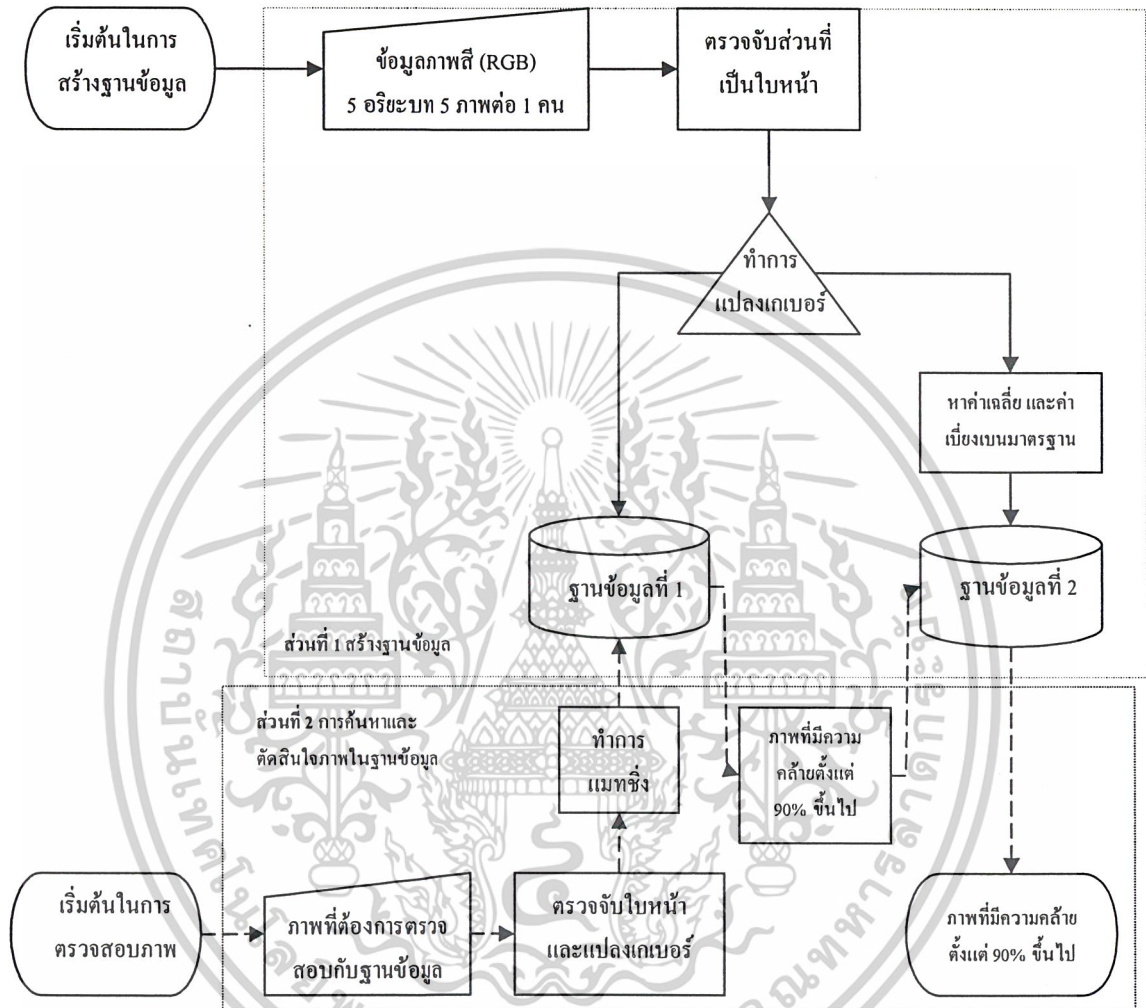 เริ่มต้นในการ
สร้างฐานข้อมูล
ข้อมูลภาพสี (RGB)
5 อริยะบท 5 ภาพต่อ 1 คน
ตรวจจับส่วนที่
เป็นใบหน้า
ทำการ
แปลงเกเบอร์
หาค่าเฉลี่ย และค่า
เบี่ยงเบนมาตรฐาน
ฐานข้อมูลที่ 1
ฐานข้อมูลที่ 2
ส่วนที่ 1 สร้างฐานข้อมูล
ส่วนที่ 2 การค้นหาและ
ตัดสินใจภาพในฐานข้อมูล
ทำการ
แมทชิ่ง
ภาพที่มีความ
คล้ายตั้งแต่
90% ขึ้นไป
เริ่มต้นในการ
ตรวจสอบภาพ
ภาพที่ต้องการตรวจ
สอบกับฐานข้อมูล
ตรวจจับใบหน้า
และแปลงเกเบอร์
ภาพที่มีความคล้าย
ตั้งแต่ 90% ขึ้นไป